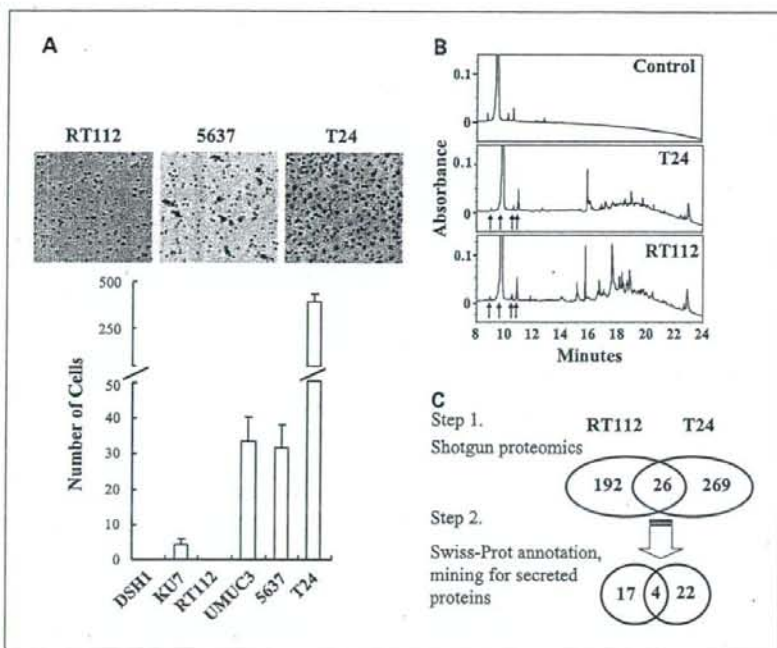 A
RT112 5637 T24
500
400
300
50
40
30
20
10
0
Number of Cells
DSH1 KU7 RT112 UMUC3 5637 T24
B
Control
0.1
0
T24
0.1
0
RT112
0.1
0
Absorbance
8 10 12 14 16 18 20 22 24
Minutes
C
Step 1.
RT112 T24
Shotgun proteomics
192 26 269
Step 2.
Swiss-Prot annotation,
mining for secreted
proteins
17 4 22